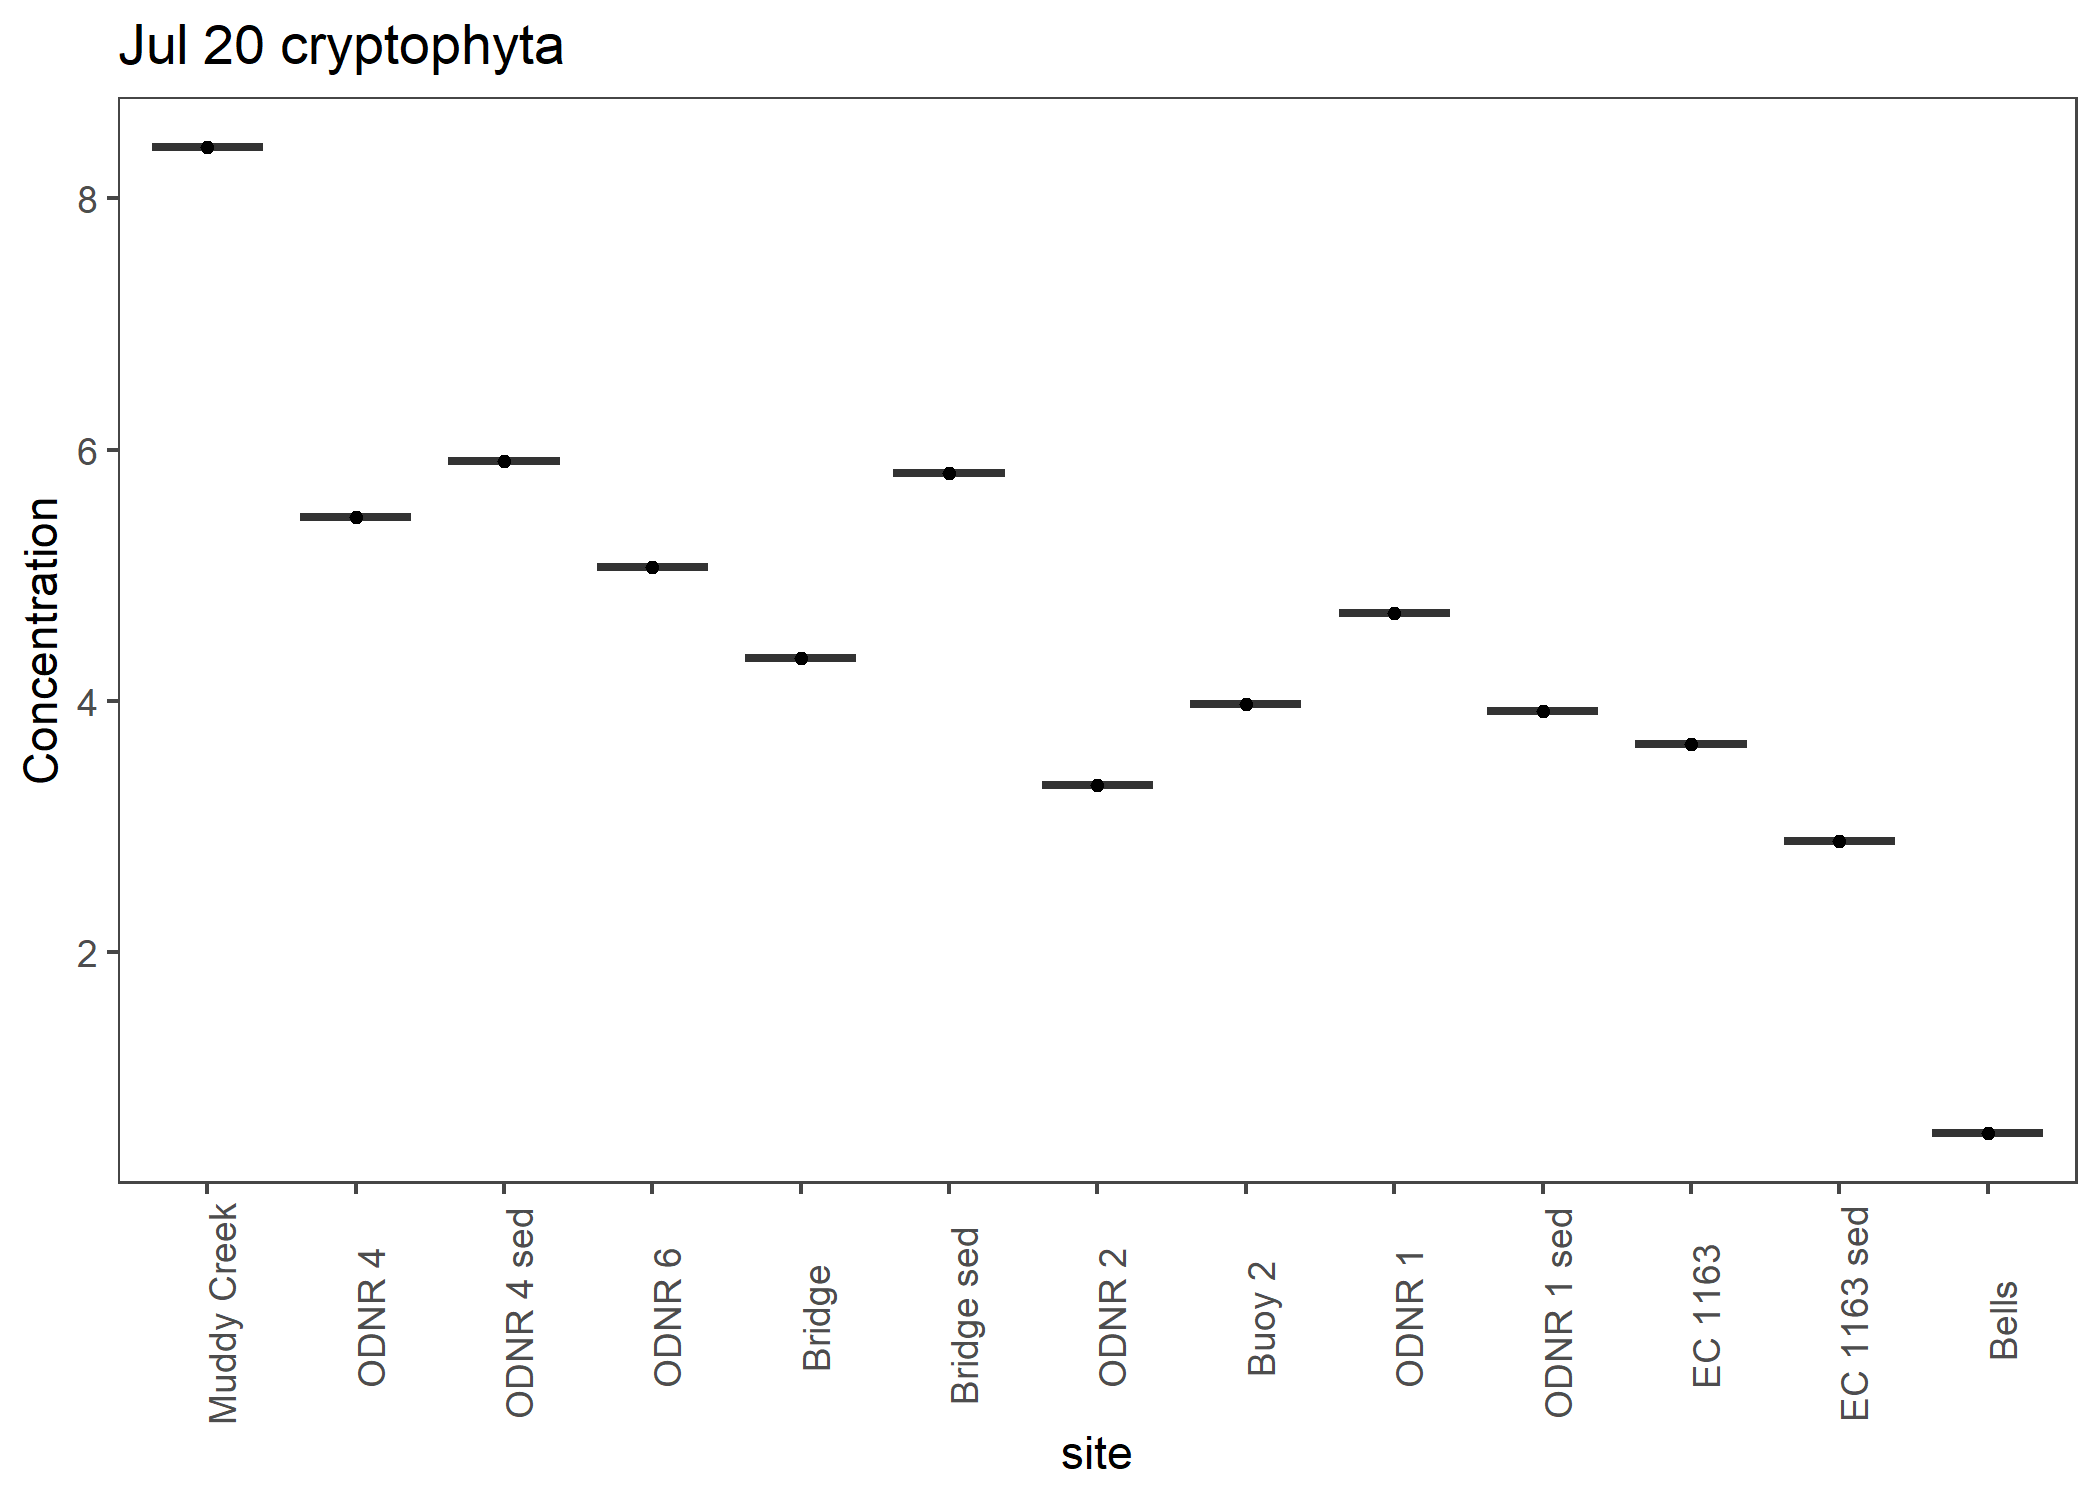 Jul 20 cryptophyta
Concentration
8
6
4
2
Muddy Creek
ODNR 4
ODNR 4 sed
ODNR 6
Bridge
Bridge sed
ODNR 2
Buoy 2
ODNR 1
ODNR 1 sed
EC 1163
EC 1163 sed
Bells
site